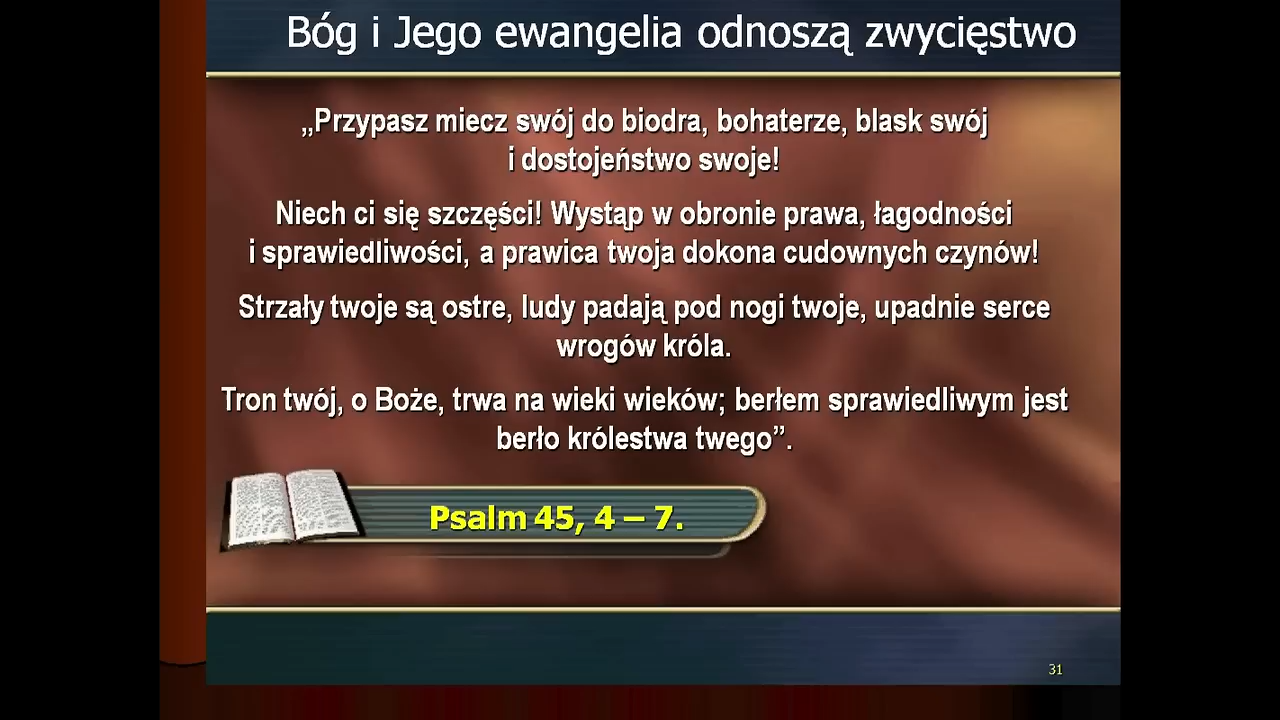 Bóg i Jego ewangelia odnoszą zwycięstwo
„Przypasz miecz swój do biodra, bohaterze, blask swój
i dostojeństwo swoje!
Niech ci się szczęści! Wystąp w obronie prawa, łagodności
i sprawiedliwości, a prawica twoja dokona cudownych czynów!
Strzały twoje są ostre, ludy padają pod nogi twoje, upadnie serce
wrogów króla.
Tron twój, o Boże, trwa na wieki wieków; berłem sprawiedliwym jest
berło królestwa twego”.
Psalm 45, 4 – 7.
31